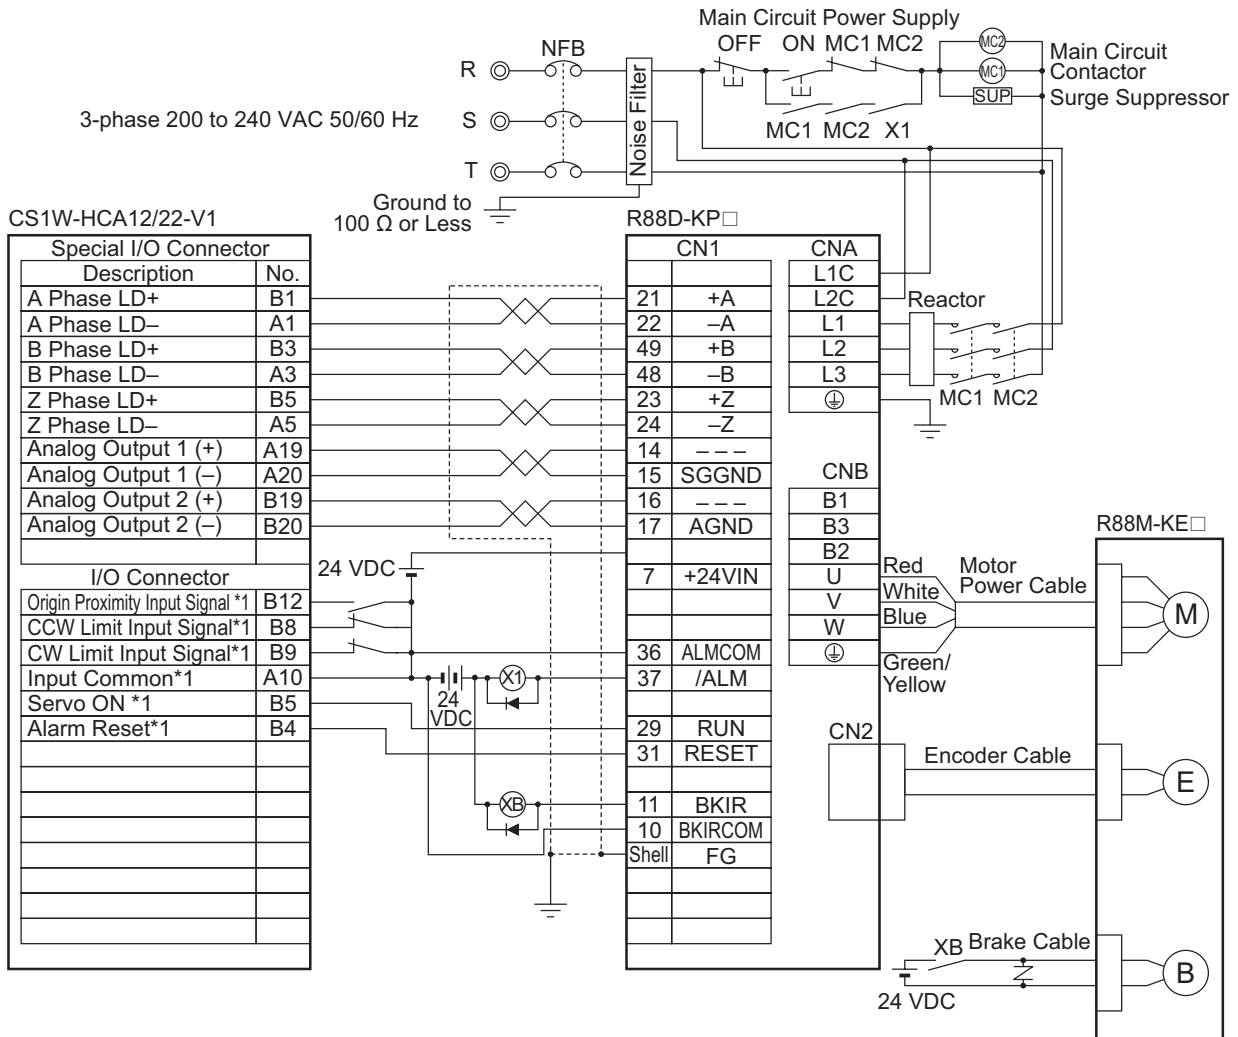 Main Circuit Power Supply
OFF ON MC1 MC2
MC2
Main Circuit
Contactor
MC1
SUP
Surge Suppressor
MC1 MC2 X1
NFB
R
S
T
Noise Filter
3-phase 200 to 240 VAC 50/60 Hz
Ground to
100 Ω or Less
CS1W-HCA12/22-V1
Special I/O Connector
Description No.
A Phase LD+ B1
A Phase LD– A1
B Phase LD+ B3
B Phase LD– A3
Z Phase LD+ B5
Z Phase LD– A5
Analog Output 1 (+) A19
Analog Output 1 (–) A20
Analog Output 2 (+) B19
Analog Output 2 (–) B20
I/O Connector
Origin Proximity Input Signal *1 B12
CCW Limit Input Signal*1 B8
CW Limit Input Signal*1 B9
Input Common*1 A10
Servo ON *1 B5
Alarm Reset*1 B4
24 VDC
24
VDC
X1
XB
R88D-KP□
CN1
21 +A
22 –A
49 +B
48 –B
23 +Z
24 –Z
14 – – –
15 SGGND
16 – – –
17 AGND
7 +24VIN
36 ALMCOM
37 /ALM
29 RUN
31 RESET
11 BKIR
10 BKIRCOM
Shell FG
CNA
L1C
L2C
L1
L2
L3
CNB
B1
B3
B2
U
V
W
CN2
Reactor
MC1 MC2
Red
White
Blue
Green/
Yellow
Motor
Power Cable
Encoder Cable
XB Brake Cable
24 VDC
R88M-KE□
M
E
B